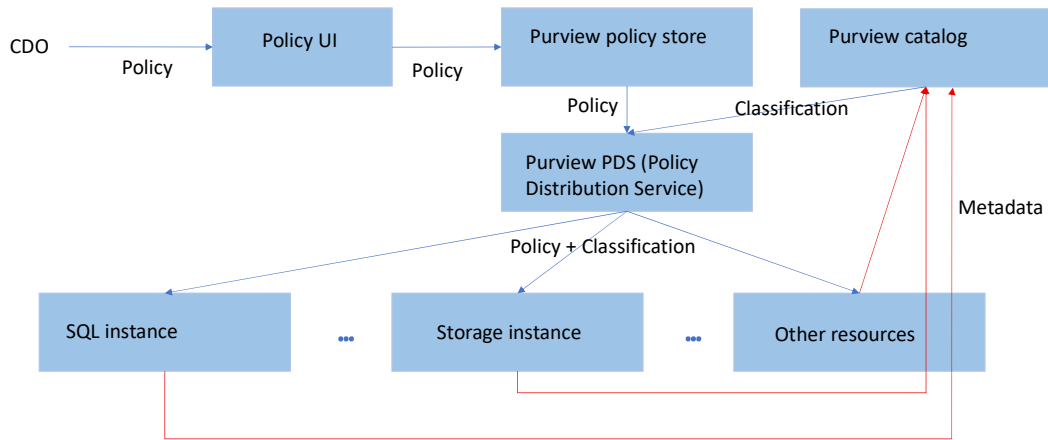 CDO
Policy
Policy UI
Policy
Purview policy store
Purview catalog
Policy
Classification
Purview PDS (Policy
Distribution Service)
Metadata
Policy + Classification
SQL instance
Storage instance
Other resources